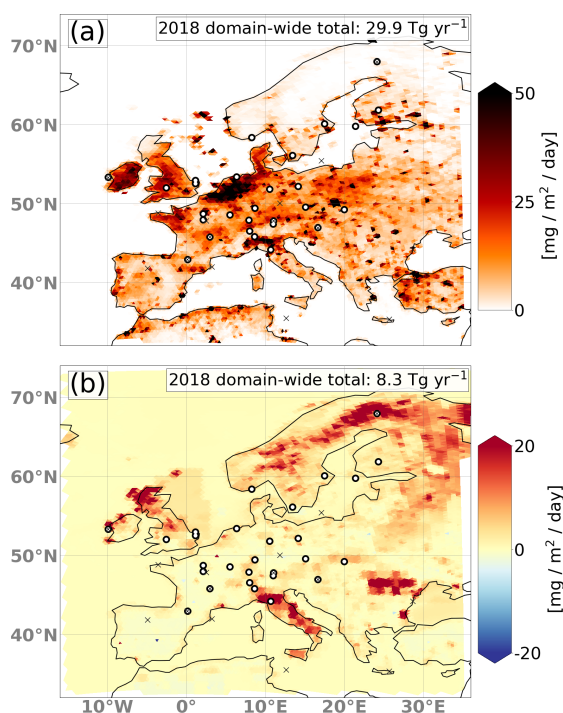 (a)
2018 domain-wide total: 29.9 Tg yr⁻¹
70°N
60°N
50°N
40°N
50
25
0
[mg / m² / day]
(b)
2018 domain-wide total: 8.3 Tg yr⁻¹
70°N
60°N
50°N
40°N
10°W
0°
10°E
20°E
30°E
20
0
-20
[mg / m² / day]